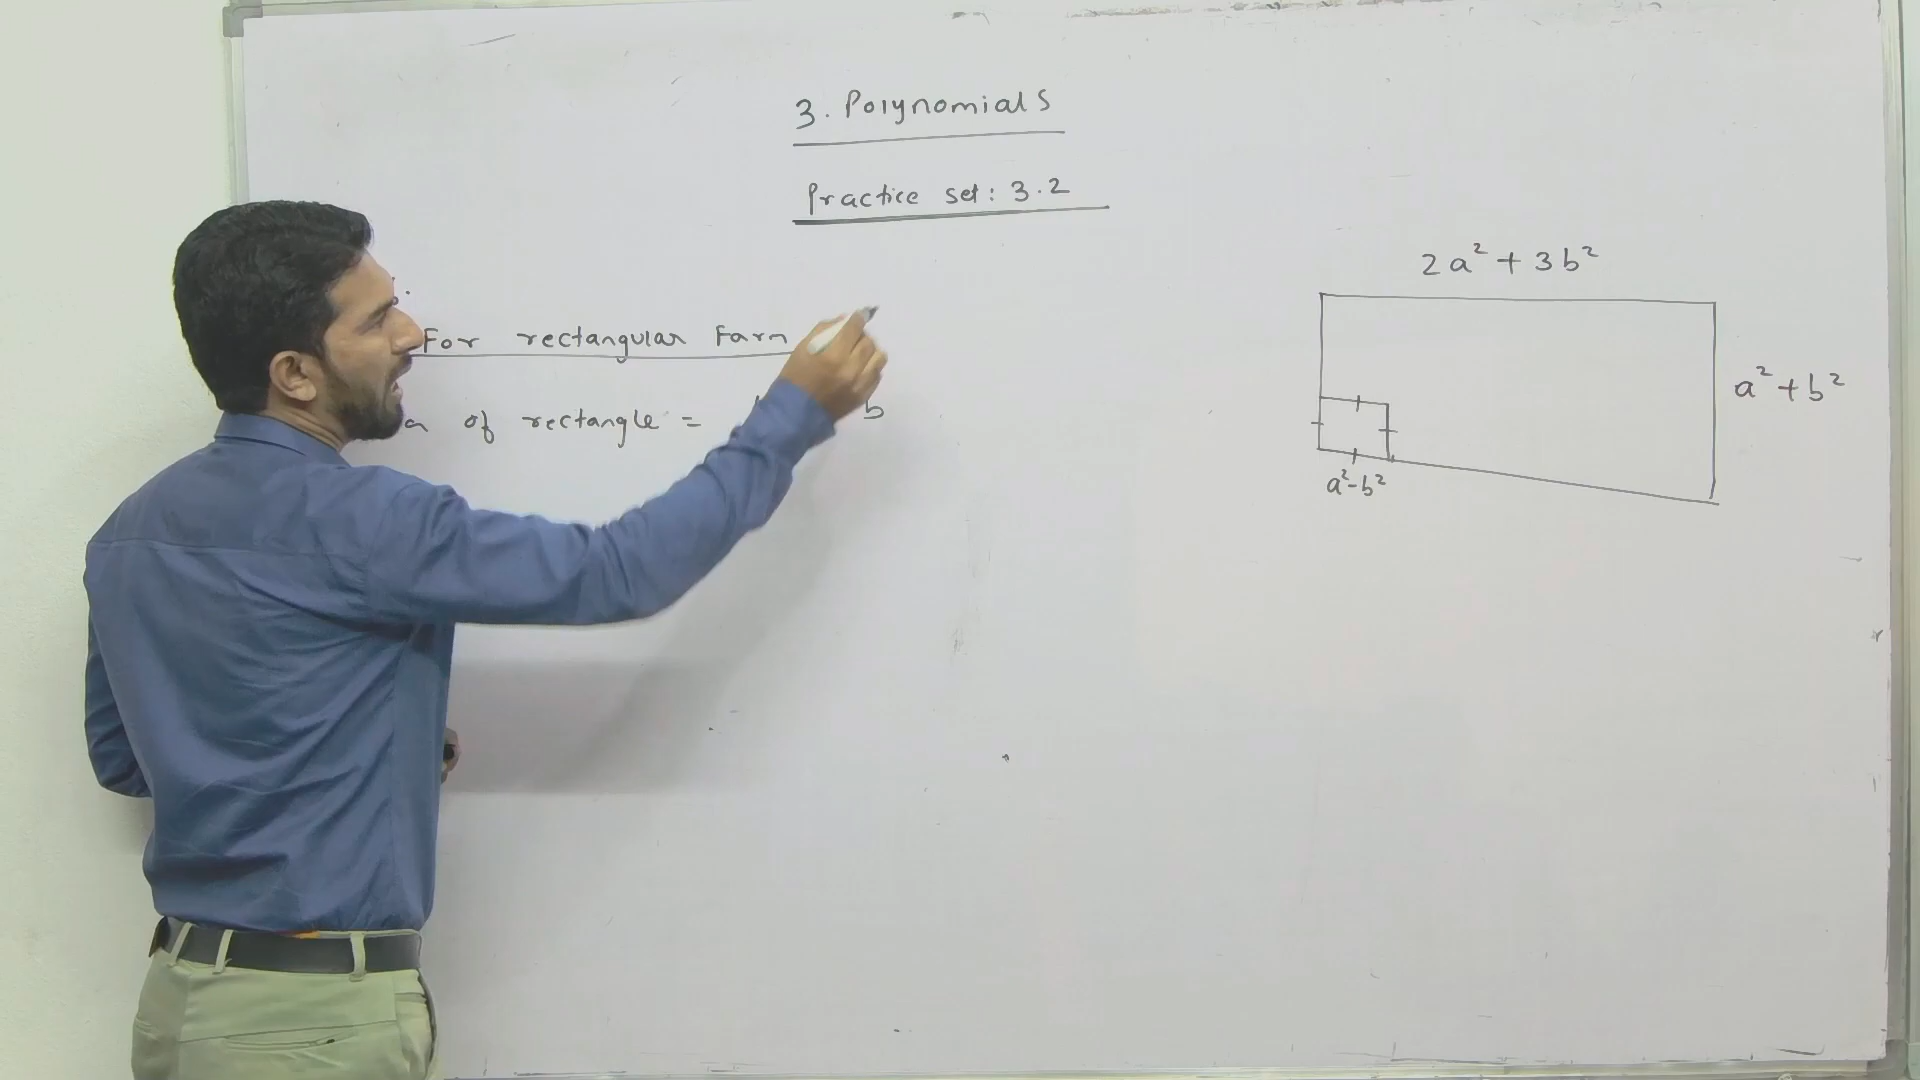 3. Polynomials
Practice set: 3.2
For rectangular Farm
of rectangle = b
2a² + 3b²
a² + b²
a²-b²